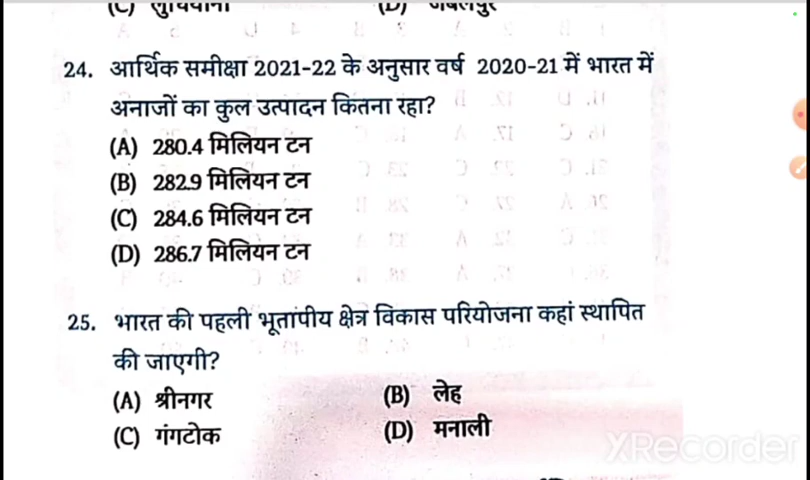 (C) लुधियाना (D) जबलपुर
24. आर्थिक समीक्षा 2021-22 के अनुसार वर्ष 2020-21 में भारत में
अनाजों का कुल उत्पादन कितना रहा?
(A) 280.4 मिलियन टन
(B) 282.9 मिलियन टन
(C) 284.6 मिलियन टन
(D) 286.7 मिलियन टन
25. भारत की पहली भूतापीय क्षेत्र विकास परियोजना कहां स्थापित
की जाएगी?
(A) श्रीनगर (B) लेह
(C) गंगटोक (D) मनाली
XRecorder